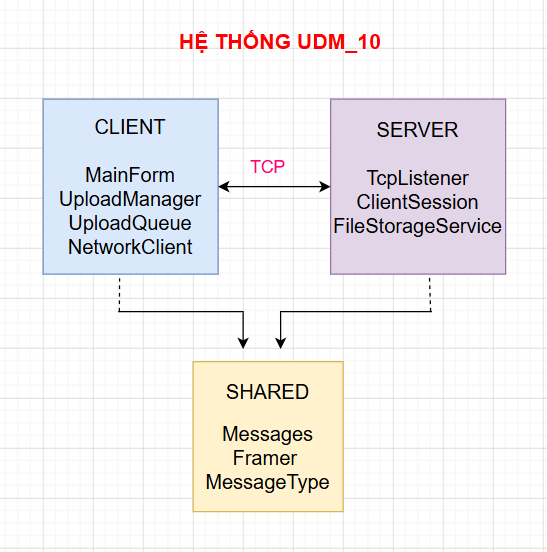 HỆ THỐNG UDM_10
CLIENT
MainForm
UploadManager
UploadQueue
NetworkClient
TCP
SERVER
TcpListener
ClientSession
FileStorageService
SHARED
Messages
Framer
MessageType